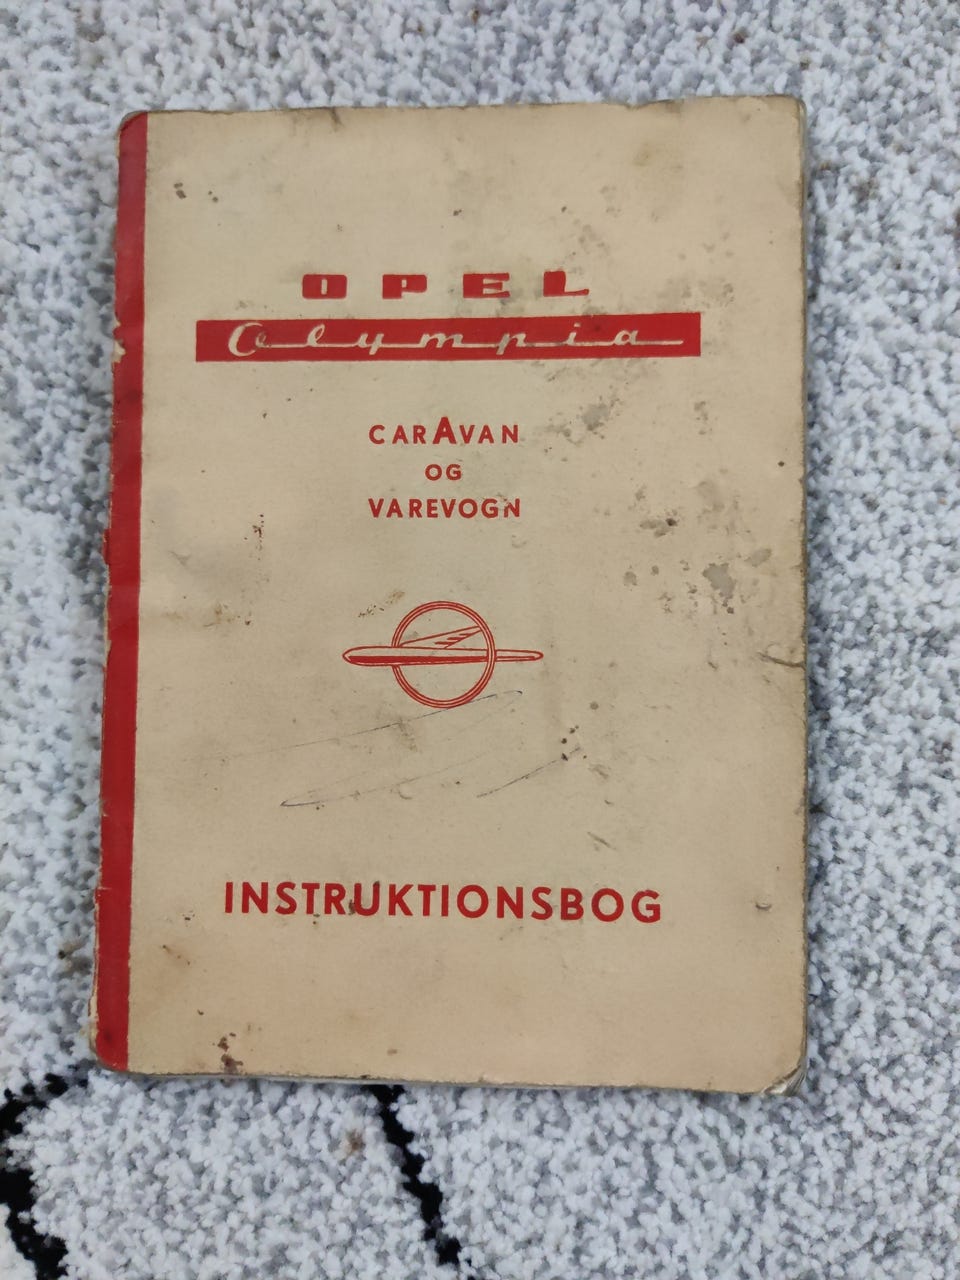 OPEL
Olympia
CARAVAN
OG
VAREVOGN
INSTRUKTIONSBOG